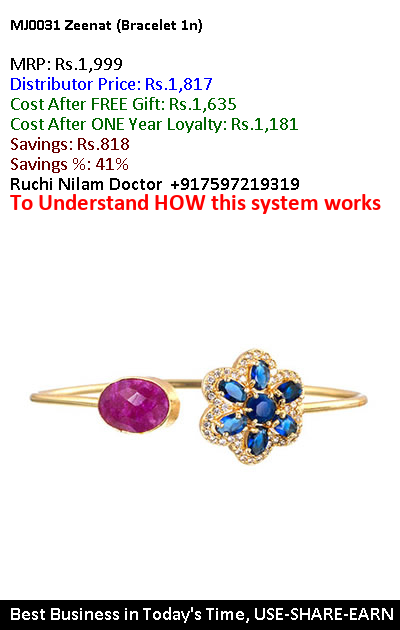 MJ0031 Zeenat (Bracelet 1n)
MRP: Rs.1,999
Distributor Price: Rs.1,817
Cost After FREE Gift: Rs.1,635
Cost After ONE Year Loyalty: Rs.1,181
Savings: Rs.818
Savings %: 41%
Ruchi Nilam Doctor +917597219319
To Understand HOW this system works
Best Business in Today's Time, USE-SHARE-EARN